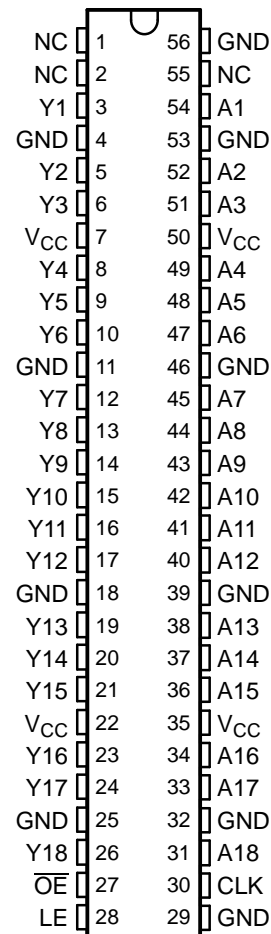 NC 1 56 GND
NC 2 55 NC
Y1 3 54 A1
GND 4 53 GND
Y2 5 52 A2
Y3 6 51 A3
VCC 7 50 VCC
Y4 8 49 A4
Y5 9 48 A5
Y6 10 47 A6
GND 11 46 GND
Y7 12 45 A7
Y8 13 44 A8
Y9 14 43 A9
Y10 15 42 A10
Y11 16 41 A11
Y12 17 40 A12
GND 18 39 GND
Y13 19 38 A13
Y14 20 37 A14
Y15 21 36 A15
VCC 22 35 VCC
Y16 23 34 A16
Y17 24 33 A17
GND 25 32 GND
Y18 26 31 A18
O̅E̅ 27 30 CLK
LE 28 29 GND